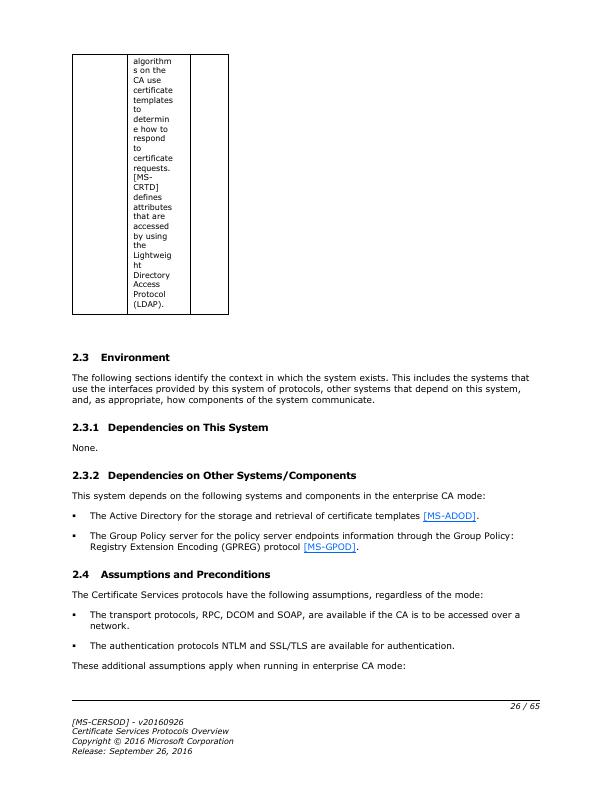 algorithm
s on the
CA use
certificate
templates
to
determin
e how to
respond
to
certificate
requests.
[MS-
CRTD]
defines
attributes
that are
accessed
by using
the
Lightweig
ht
Directory
Access
Protocol
(LDAP).
2.3 Environment
The following sections identify the context in which the system exists. This includes the systems that
use the interfaces provided by this system of protocols, other systems that depend on this system,
and, as appropriate, how components of the system communicate.
2.3.1 Dependencies on This System
None.
2.3.2 Dependencies on Other Systems/Components
This system depends on the following systems and components in the enterprise CA mode:
▪ The Active Directory for the storage and retrieval of certificate templates [MS-ADOD].
▪ The Group Policy server for the policy server endpoints information through the Group Policy:
Registry Extension Encoding (GPREG) protocol [MS-GPOD].
2.4 Assumptions and Preconditions
The Certificate Services protocols have the following assumptions, regardless of the mode:
▪ The transport protocols, RPC, DCOM and SOAP, are available if the CA is to be accessed over a
network.
▪ The authentication protocols NTLM and SSL/TLS are available for authentication.
These additional assumptions apply when running in enterprise CA mode:
26 / 65
[MS-CERSOD] - v20160926
Certificate Services Protocols Overview
Copyright © 2016 Microsoft Corporation
Release: September 26, 2016